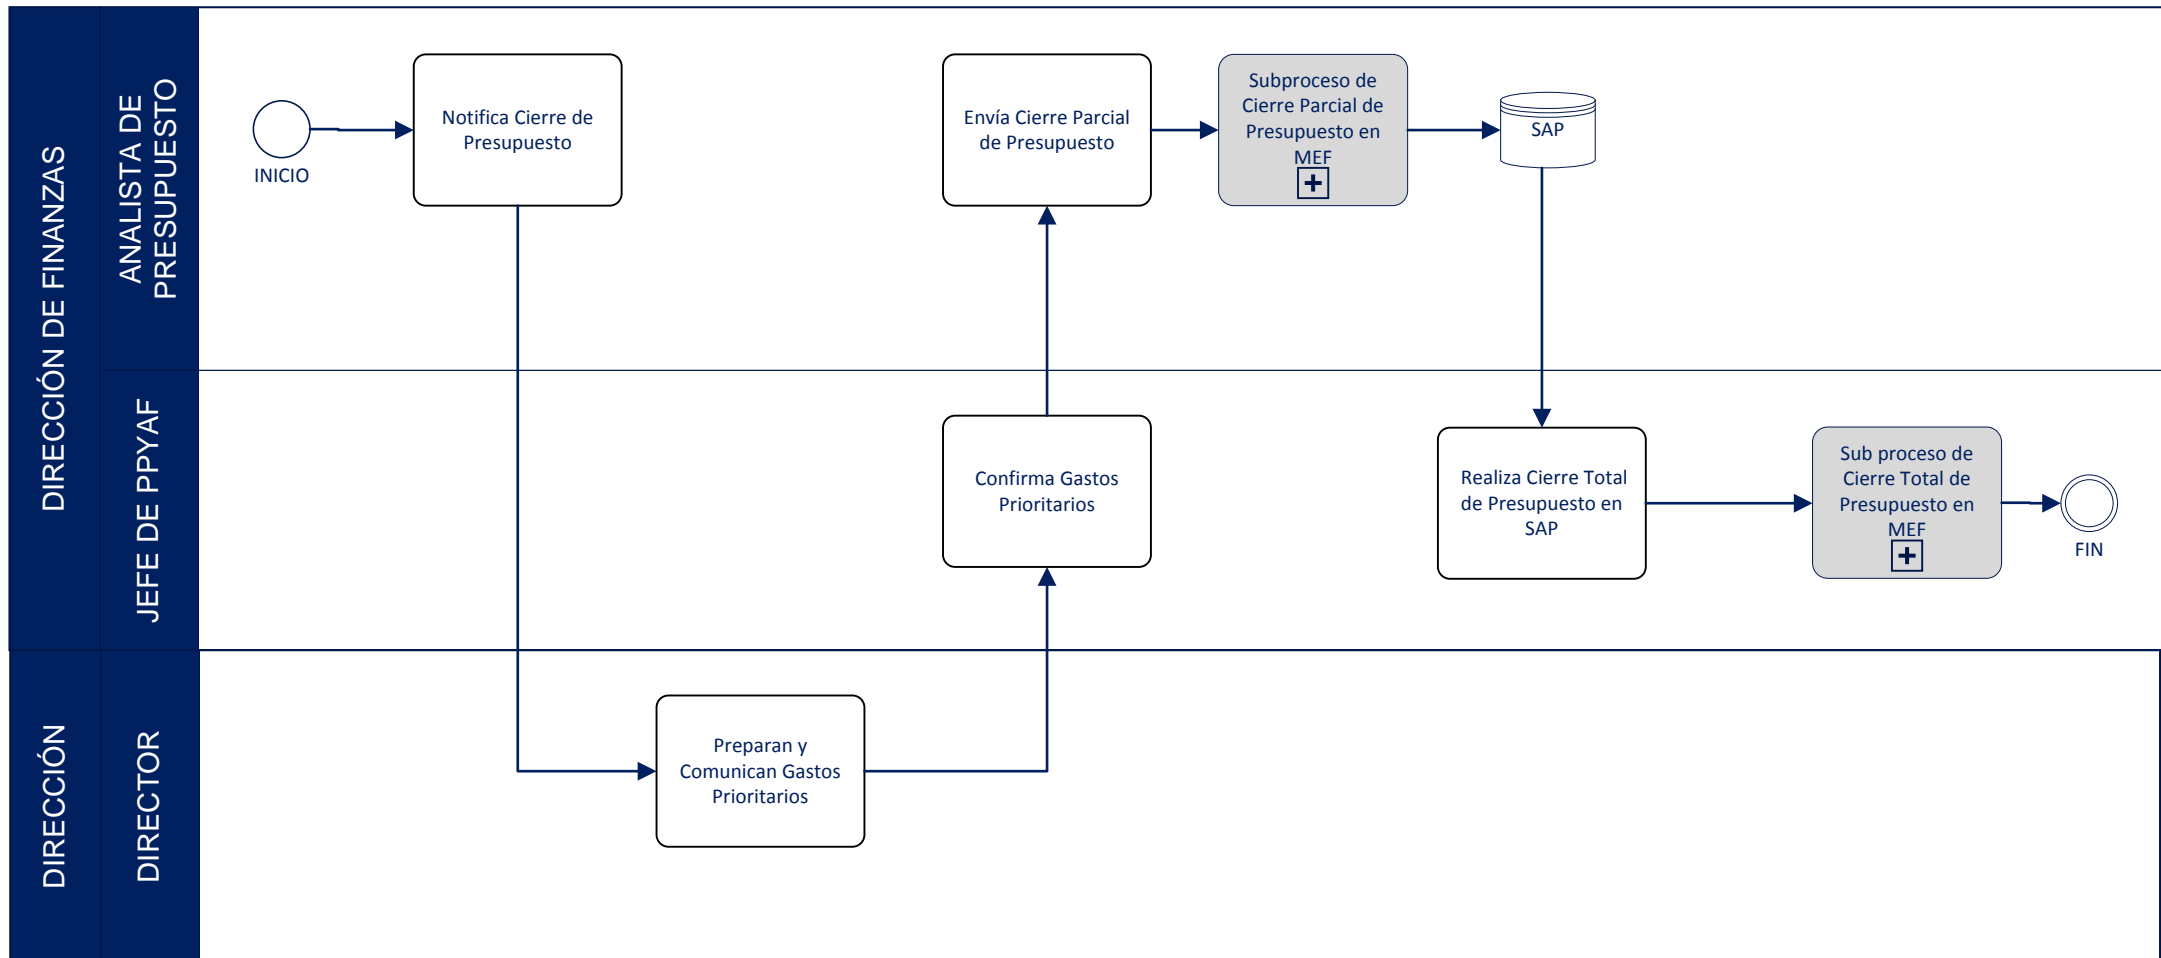 DIRECCIÓN DE FINANZAS
ANALISTA DE
PRESUPUESTO
INICIO
Notifica Cierre de
Presupuesto
Envía Cierre Parcial
de Presupuesto
Subproceso de
Cierre Parcial de
Presupuesto en
MEF
SAP
JEFE DE PPYAF
Confirma Gastos
Prioritarios
Realiza Cierre Total
de Presupuesto en
SAP
Sub proceso de
Cierre Total de
Presupuesto en
MEF
FIN
DIRECCIÓN
DIRECTOR
Preparan y
Comunican Gastos
Prioritarios